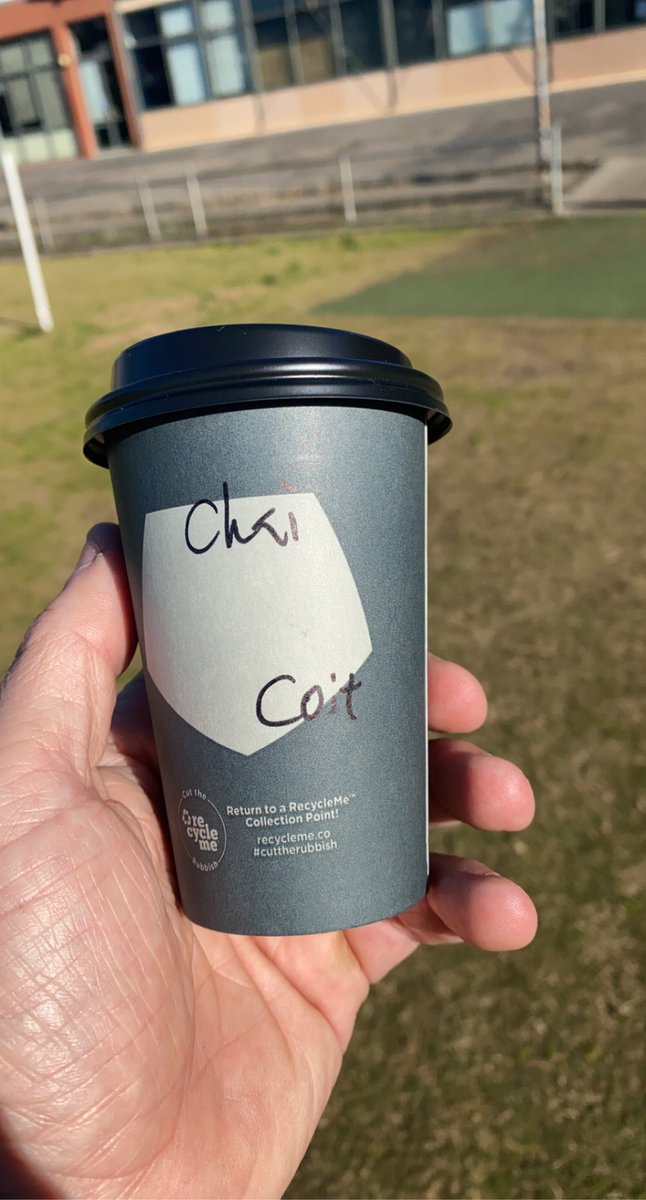 Chai
Coit
Cut the
re
cycle
me
Rubbish
Return to a RecycleMe™
Collection Point!
recycleme.co
#cuttherubbish